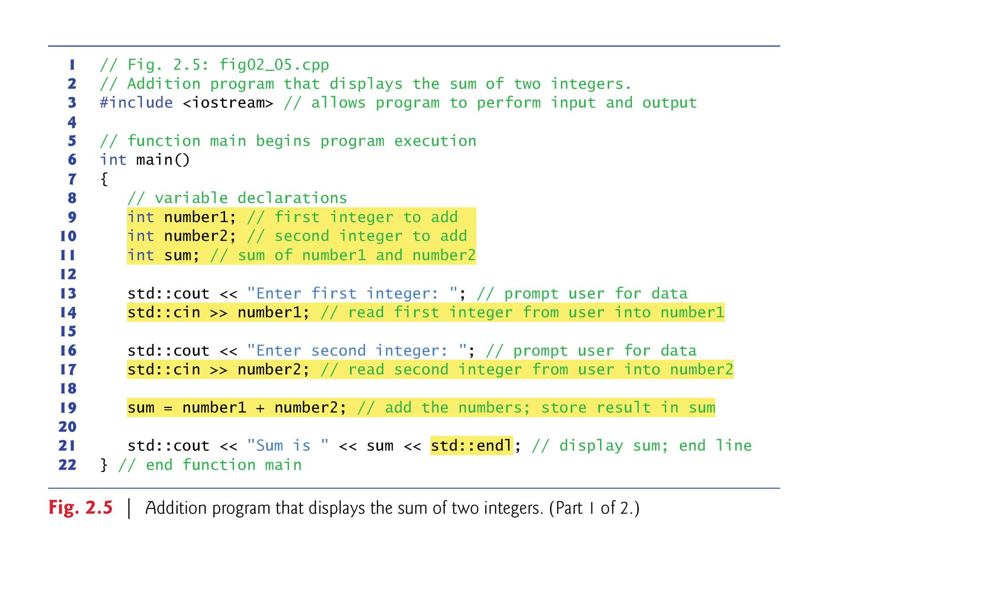 1 // Fig. 2.5: fig02_05.cpp
2 // Addition program that displays the sum of two integers.
3 #include <iostream> // allows program to perform input and output
4
5 // function main begins program execution
6 int main()
7 {
8    // variable declarations
9    int number1; // first integer to add
10    int number2; // second integer to add
11    int sum; // sum of number1 and number2
12
13    std::cout << "Enter first integer: "; // prompt user for data
14    std::cin >> number1; // read first integer from user into number1
15
16    std::cout << "Enter second integer: "; // prompt user for data
17    std::cin >> number2; // read second integer from user into number2
18
19    sum = number1 + number2; // add the numbers; store result in sum
20
21    std::cout << "Sum is " << sum << std::endl; // display sum; end line
22 } // end function main
Fig. 2.5 | Addition program that displays the sum of two integers. (Part 1 of 2.)